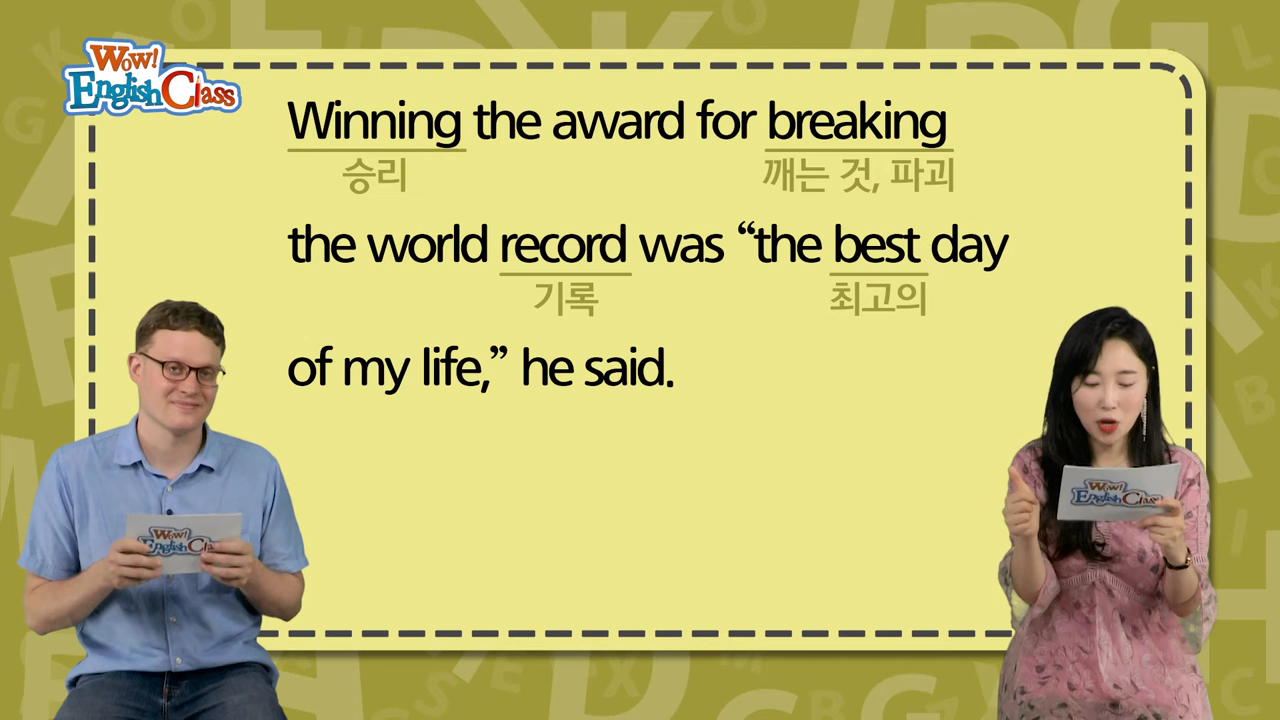 Wow!
English Class
Winning the award for breaking
승리 깨는 것, 파괴
the world record was “the best day
기록 최고의
of my life,” he said.
Wow!
English Cla
Wow!
English Class